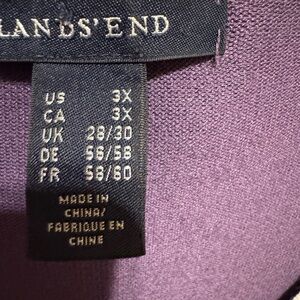 LANDS' END
US 3X
CA 3X
UK 28/30
DE 56/58
FR 58/60
MADE IN
CHINA/
FABRIQUE EN
CHINE